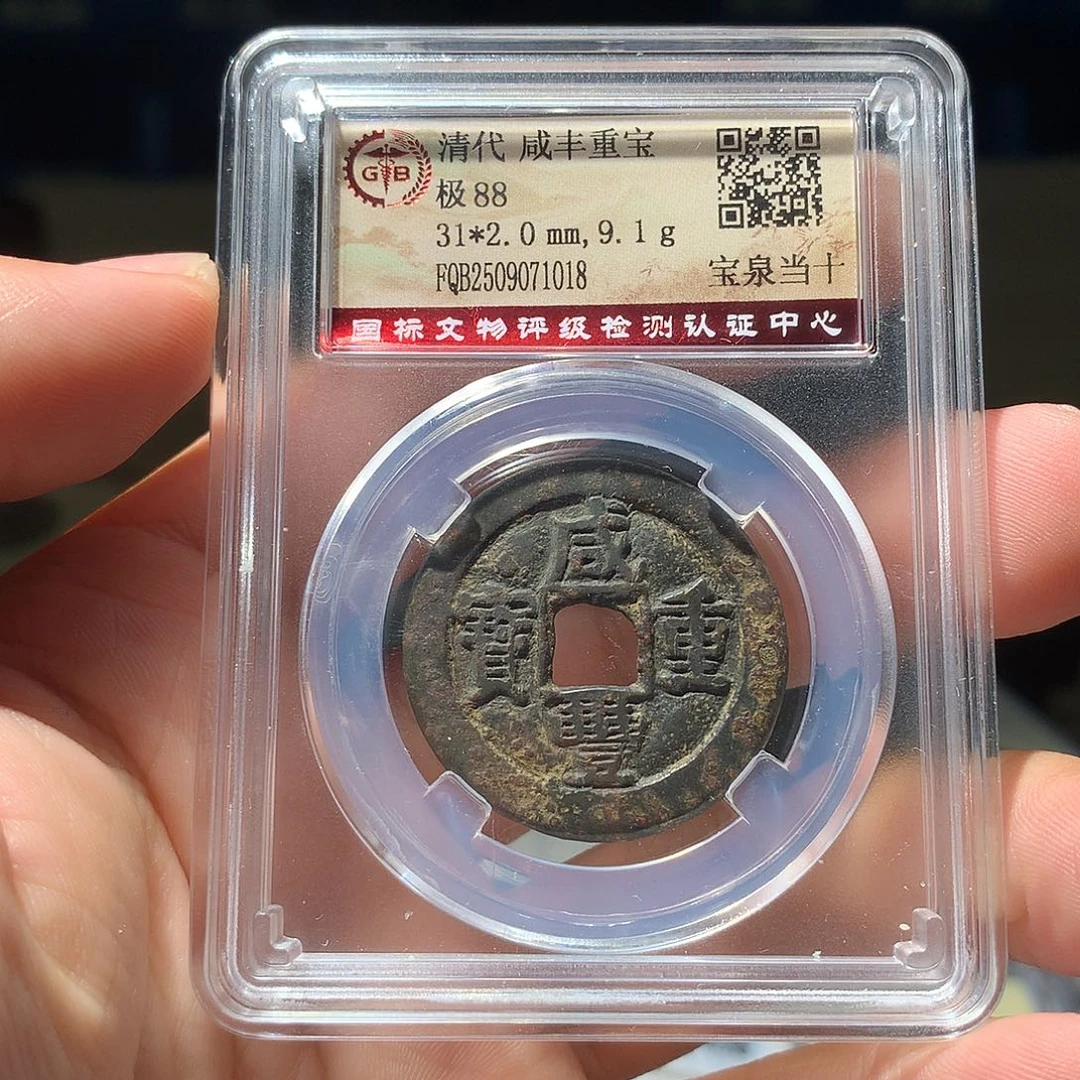 GB
清代 咸丰重宝
极88
31*2.0 mm, 9.1 g
FQB2509071018 宝泉当十
国标文物评级检测认证中心
咸
寶 重
豐